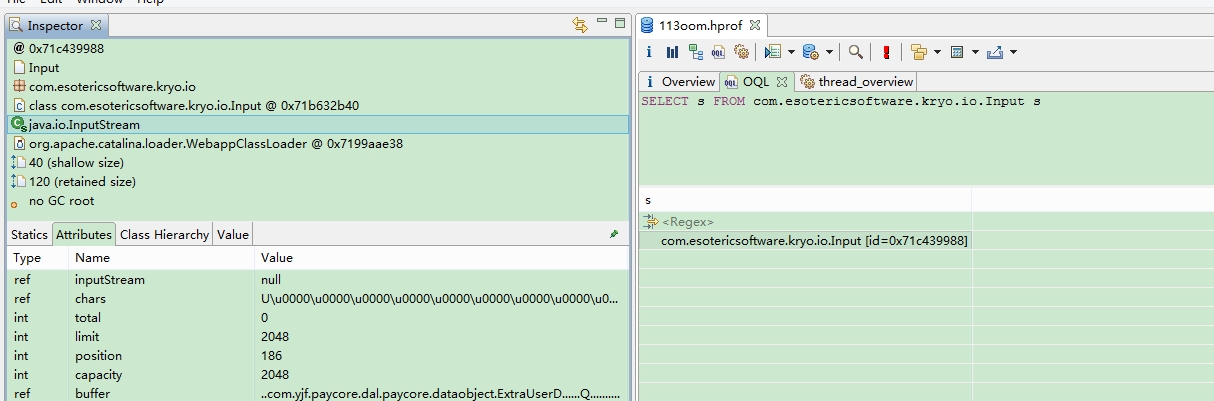 File Edit Window Help
Inspector
@ 0x71c439988
Input
com.esotericsoftware.kryo.io
class com.esotericsoftware.kryo.io.Input @ 0x71b632b40
java.io.InputStream
org.apache.catalina.loader.WebappClassLoader @ 0x7199aae38
40 (shallow size)
120 (retained size)
no GC root
Statics Attributes Class Hierarchy Value
Type Name Value
ref inputStream null
ref chars U\u0000\u0000\u0000\u0000\u0000\u0000\u0000\u0000\u0...
int total 0
int limit 2048
int position 186
int capacity 2048
ref buffer ..com.yjf.paycore.dal.paycore.dataobject.ExtraUserD......Q..........
113oom.hprof
i OQL
i Overview OQL thread_overview
SELECT s FROM com.esotericsoftware.kryo.io.Input s
s
<Regex>
com.esotericsoftware.kryo.io.Input [id=0x71c439988]